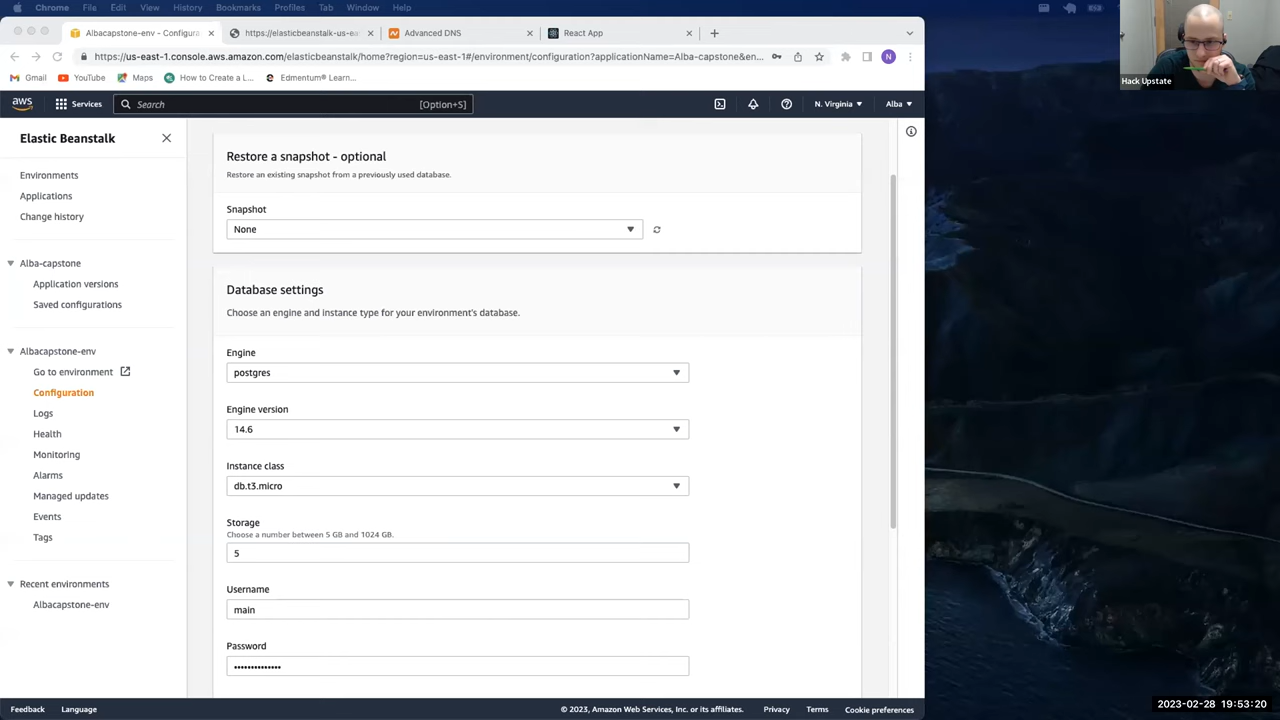 Chrome File Edit View History Bookmarks Profiles Tab Window Help
Albacapstone-env - Configura
https://elasticbeanstalk-us-ea
Advanced DNS
React App
https://us-east-1.console.aws.amazon.com/elasticbeanstalk/home?region=us-east-1#/environment/configuration?applicationName=Alba-capstone&en...
N
Gmail YouTube Maps How to Create a L... Edmentum® Learn...
aws Services Search [Option+S] N. Virginia Alba
Hack Upstate
Elastic Beanstalk
Environments
Applications
Change history
Alba-capstone
Application versions
Saved configurations
Albacapstone-env
Go to environment
Configuration
Logs
Health
Monitoring
Alarms
Managed updates
Events
Tags
Recent environments
Albacapstone-env
Restore a snapshot - optional
Restore an existing snapshot from a previously used database.
Snapshot
None
Database settings
Choose an engine and instance type for your environment's database.
Engine
postgres
Engine version
14.6
Instance class
db.t3.micro
Storage
Choose a number between 5 GB and 1024 GB.
5
Username
main
Password
••••••••••••••
Feedback Language © 2023, Amazon Web Services, Inc. or its affiliates. Privacy Terms Cookie preferences
2023-02-28 19:53:20